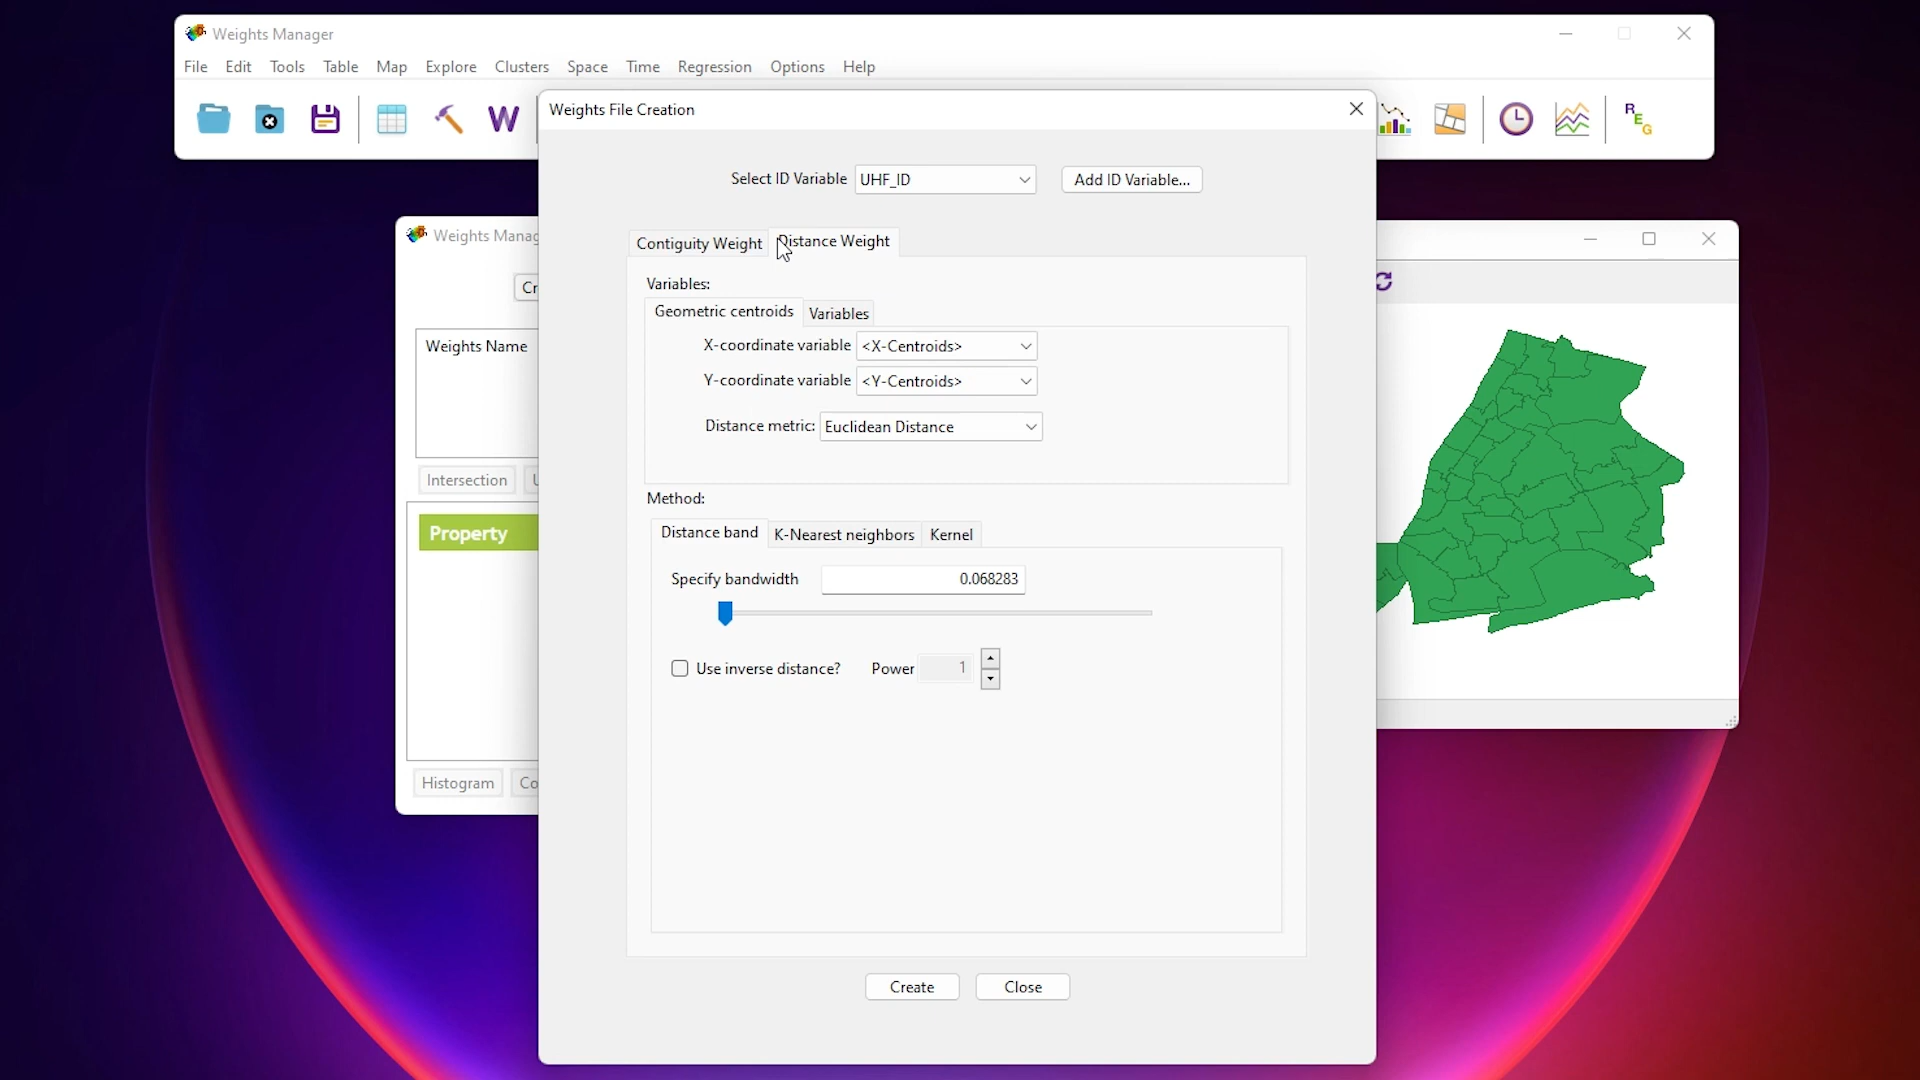 Weights Manager
File Edit Tools Table Map Explore Clusters Space Time Regression Options Help
W
R E G
Weights File Creation
Select ID Variable UHF_ID Add ID Variable...
Weights Manag
Cr
Weights Name
Intersection U
Property
Histogram Co
Contiguity Weight Distance Weight
Variables:
Geometric centroids Variables
X-coordinate variable <X-Centroids>
Y-coordinate variable <Y-Centroids>
Distance metric: Euclidean Distance
Method:
Distance band K-Nearest neighbors Kernel
Specify bandwidth 0.068283
Use inverse distance? Power 1
Create Close